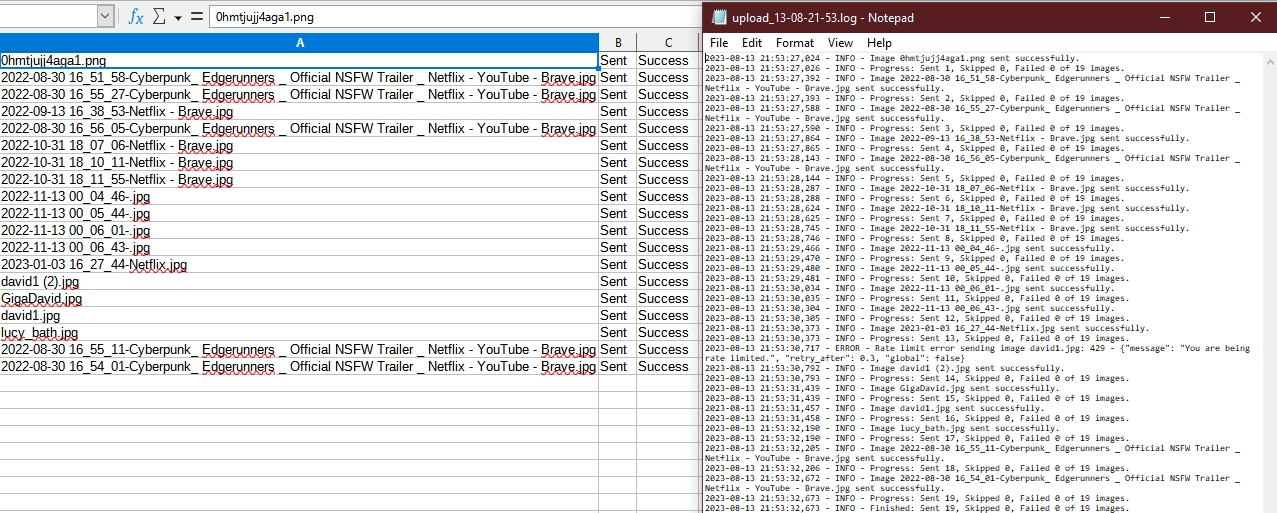 0hmtjujj4aga1.png
A B C
0hmtjujj4aga1.png Sent Success
2022-08-30 16_51_58-Cyberpunk_ Edgerunners _ Official NSFW Trailer _ Netflix - YouTube - Brave.jpg Sent Success
2022-08-30 16_55_27-Cyberpunk_ Edgerunners _ Official NSFW Trailer _ Netflix - YouTube - Brave.jpg Sent Success
2022-09-13 16_38_53-Netflix - Brave.jpg Sent Success
2022-08-30 16_56_05-Cyberpunk_ Edgerunners _ Official NSFW Trailer _ Netflix - YouTube - Brave.jpg Sent Success
2022-10-31 18_07_06-Netflix - Brave.jpg Sent Success
2022-10-31 18_10_11-Netflix - Brave.jpg Sent Success
2022-10-31 18_11_55-Netflix - Brave.jpg Sent Success
2022-11-13 00_04_46-.jpg Sent Success
2022-11-13 00_05_44-.jpg Sent Success
2022-11-13 00_06_01-.jpg Sent Success
2022-11-13 00_06_43-.jpg Sent Success
2023-01-03 16_27_44-Netflix.jpg Sent Success
david1 (2).jpg Sent Success
GigaDavid.jpg Sent Success
david1.jpg Sent Success
lucy_bath.jpg Sent Success
2022-08-30 16_55_11-Cyberpunk_ Edgerunners _ Official NSFW Trailer _ Netflix - YouTube - Brave.jpg Sent Success
2022-08-30 16_54_01-Cyberpunk_ Edgerunners _ Official NSFW Trailer _ Netflix - YouTube - Brave.jpg Sent Success
upload_13-08-21-53.log - Notepad
File Edit Format View Help
2023-08-13 21:53:27,024 - INFO - Image 0hmtjujj4aga1.png sent successfully.
2023-08-13 21:53:27,026 - INFO - Progress: Sent 1, Skipped 0, Failed 0 of 19 images.
2023-08-13 21:53:27,392 - INFO - Image 2022-08-30 16_51_58-Cyberpunk_ Edgerunners _ Official NSFW Trailer _
Netflix - YouTube - Brave.jpg sent successfully.
2023-08-13 21:53:27,393 - INFO - Progress: Sent 2, Skipped 0, Failed 0 of 19 images.
2023-08-13 21:53:27,588 - INFO - Image 2022-08-30 16_55_27-Cyberpunk_ Edgerunners _ Official NSFW Trailer _
Netflix - YouTube - Brave.jpg sent successfully.
2023-08-13 21:53:27,590 - INFO - Progress: Sent 3, Skipped 0, Failed 0 of 19 images.
2023-08-13 21:53:27,864 - INFO - Image 2022-09-13 16_38_53-Netflix - Brave.jpg sent successfully.
2023-08-13 21:53:27,865 - INFO - Progress: Sent 4, Skipped 0, Failed 0 of 19 images.
2023-08-13 21:53:28,143 - INFO - Image 2022-08-30 16_56_05-Cyberpunk_ Edgerunners _ Official NSFW Trailer _
Netflix - YouTube - Brave.jpg sent successfully.
2023-08-13 21:53:28,144 - INFO - Progress: Sent 5, Skipped 0, Failed 0 of 19 images.
2023-08-13 21:53:28,287 - INFO - Image 2022-10-31 18_07_06-Netflix - Brave.jpg sent successfully.
2023-08-13 21:53:28,288 - INFO - Progress: Sent 6, Skipped 0, Failed 0 of 19 images.
2023-08-13 21:53:28,624 - INFO - Image 2022-10-31 18_10_11-Netflix - Brave.jpg sent successfully.
2023-08-13 21:53:28,625 - INFO - Progress: Sent 7, Skipped 0, Failed 0 of 19 images.
2023-08-13 21:53:28,745 - INFO - Image 2022-10-31 18_11_55-Netflix - Brave.jpg sent successfully.
2023-08-13 21:53:28,746 - INFO - Progress: Sent 8, Skipped 0, Failed 0 of 19 images.
2023-08-13 21:53:29,466 - INFO - Image 2022-11-13 00_04_46-.jpg sent successfully.
2023-08-13 21:53:29,470 - INFO - Progress: Sent 9, Skipped 0, Failed 0 of 19 images.
2023-08-13 21:53:29,480 - INFO - Image 2022-11-13 00_05_44-.jpg sent successfully.
2023-08-13 21:53:29,481 - INFO - Progress: Sent 10, Skipped 0, Failed 0 of 19 images.
2023-08-13 21:53:30,034 - INFO - Image 2022-11-13 00_06_01-.jpg sent successfully.
2023-08-13 21:53:30,035 - INFO - Progress: Sent 11, Skipped 0, Failed 0 of 19 images.
2023-08-13 21:53:30,304 - INFO - Image 2022-11-13 00_06_43-.jpg sent successfully.
2023-08-13 21:53:30,305 - INFO - Progress: Sent 12, Skipped 0, Failed 0 of 19 images.
2023-08-13 21:53:30,373 - INFO - Image 2023-01-03 16_27_44-Netflix.jpg sent successfully.
2023-08-13 21:53:30,373 - INFO - Progress: Sent 13, Skipped 0, Failed 0 of 19 images.
2023-08-13 21:53:30,717 - ERROR - Rate limit error sending image david1.jpg: 429 - {"message": "You are being
rate limited.", "retry_after": 0.3, "global": false}
2023-08-13 21:53:30,792 - INFO - Image david1 (2).jpg sent successfully.
2023-08-13 21:53:30,793 - INFO - Progress: Sent 14, Skipped 0, Failed 0 of 19 images.
2023-08-13 21:53:31,439 - INFO - Image GigaDavid.jpg sent successfully.
2023-08-13 21:53:31,439 - INFO - Progress: Sent 15, Skipped 0, Failed 0 of 19 images.
2023-08-13 21:53:31,457 - INFO - Image david1.jpg sent successfully.
2023-08-13 21:53:31,458 - INFO - Progress: Sent 16, Skipped 0, Failed 0 of 19 images.
2023-08-13 21:53:32,190 - INFO - Image lucy_bath.jpg sent successfully.
2023-08-13 21:53:32,190 - INFO - Progress: Sent 17, Skipped 0, Failed 0 of 19 images.
2023-08-13 21:53:32,205 - INFO - Image 2022-08-30 16_55_11-Cyberpunk_ Edgerunners _ Official NSFW Trailer _
Netflix - YouTube - Brave.jpg sent successfully.
2023-08-13 21:53:32,206 - INFO - Progress: Sent 18, Skipped 0, Failed 0 of 19 images.
2023-08-13 21:53:32,672 - INFO - Image 2022-08-30 16_54_01-Cyberpunk_ Edgerunners _ Official NSFW Trailer _
Netflix - YouTube - Brave.jpg sent successfully.
2023-08-13 21:53:32,673 - INFO - Progress: Sent 19, Skipped 0, Failed 0 of 19 images.
2023-08-13 21:53:32,673 - INFO - Finished: Sent 19, Skipped 0, Failed 0 of 19 images.